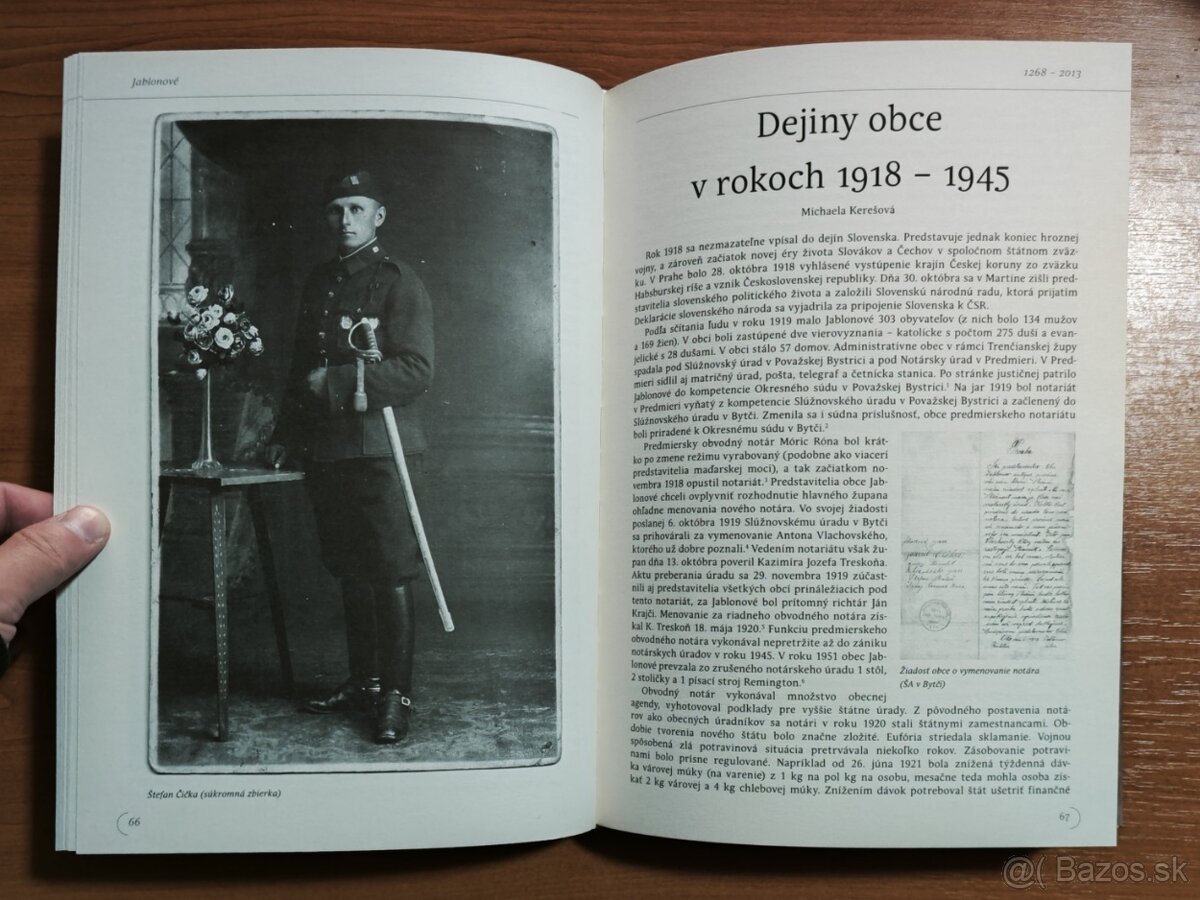 Jablonové
Štefan Čička (súkromná zbierka)
66
1268 – 2013
Dejiny obce
v rokoch 1918 – 1945
Michaela Kerešová
Rok 1918 sa nezmazateľne vpísal do dejín Slovenska. Predstavuje jednak koniec hroznej
vojny, a zároveň začiatok novej éry života Slovákov a Čechov v spoločnom štátnom zväz-
ku. V Prahe bolo 28. októbra 1918 vyhlásené vystúpenie krajín Českej koruny zo zväzku
Habsburskej ríše a vznik Československej republiky. Dňa 30. októbra sa v Martine zišli pred-
stavitelia slovenského politického života a založili Slovenskú národnú radu, ktorá prijatím
Deklarácie slovenského národa sa vyjadrila za pripojenie Slovenska k ČSR.
Podľa sčítania ľudu v roku 1919 malo Jablonové 303 obyvateľov (z nich bolo 134 mužov
a 169 žien). V obci boli zastúpené dve vierovyznania – katolícke s počtom 275 duší a evan-
jelické s 28 dušami. V obci stálo 57 domov. Administratívne obec v rámci Trenčianskej župy
spadala pod Slúžnovský úrad v Považskej Bystrici a pod Notársky úrad v Predmieri. V Pred-
mieri sídlil aj matričný úrad, pošta, telegraf a četnícka stanica. Po stránke justičnej patrilo
Jablonové do kompetencie Okresného súdu v Považskej Bystrici.¹ Na jar 1919 bol notariát
v Predmieri vyňatý z kompetencie Slúžnovského úradu v Považskej Bystrici a začlenený do
Slúžnovského úradu v Bytči. Zmenila sa i súdna príslušnosť, obce predmierskeho notariátu
boli priradené k Okresnému súdu v Bytči.²
Predmiersky obvodný notár Móric Róna bol krát-
ko po zmene režimu vyrabovaný (podobne ako viacerí
predstavitelia maďarskej moci), a tak začiatkom no-
vembra 1918 opustil notariát.³ Predstavitelia obce Jab-
lonové chceli ovplyvniť rozhodnutie hlavného župana
ohľadne menovania nového notára. Vo svojej žiadosti
poslanej 6. októbra 1919 Slúžnovskému úradu v Bytči
sa prihovárali za vymenovanie Antona Vlachovského,
ktorého už dobre poznali.⁴ Vedením notariátu však žu-
pan dňa 13. októbra poveril Kazimíra Jozefa Treskoňa.
Aktu preberania úradu sa 29. novembra 1919 zúčast-
nili aj predstavitelia všetkých obcí prináležiacich pod
tento notariát, za Jablonové bol prítomný richtár Ján
Krajči. Menovanie za riadneho obvodného notára zís-
kal K. Treskoň 18. mája 1920.⁵ Funkciu predmierskeho
obvodného notára vykonával nepretržite až do zániku
notárskych úradov v roku 1945. V roku 1951 obec Jab-
lonové prevzala zo zrušeného notárskeho úradu 1 stôl,
2 stoličky a 1 písací stroj Remington.⁶
Žiadosť obce o vymenovanie notára
(ŠA v Bytči)
Obvodný notár vykonával množstvo obecnej
agendy, vyhotovoval podklady pre vyššie štátne úrady. Z pôvodného postavenia notá-
rov ako obecných úradníkov sa notári v roku 1920 stali štátnymi zamestnancami. Ob-
dobie tvorenia nového štátu bolo značne zložité. Eufória striedala sklamanie. Vojnou
spôsobená zlá potravinová situácia pretrvávala niekoľko rokov. Zásobovanie potravi-
nami bolo prísne regulované. Napríklad od 26. júna 1921 bola znížená týždenná dáv-
ka várovej múky (na varenie) z 1 kg na pol kg na osobu, mesačne teda mohla osoba zís-
kať 2 kg várovej a 4 kg chlebovej múky. Znížením dávok potreboval štát ušetriť finančné
67
@( Bazos.sk